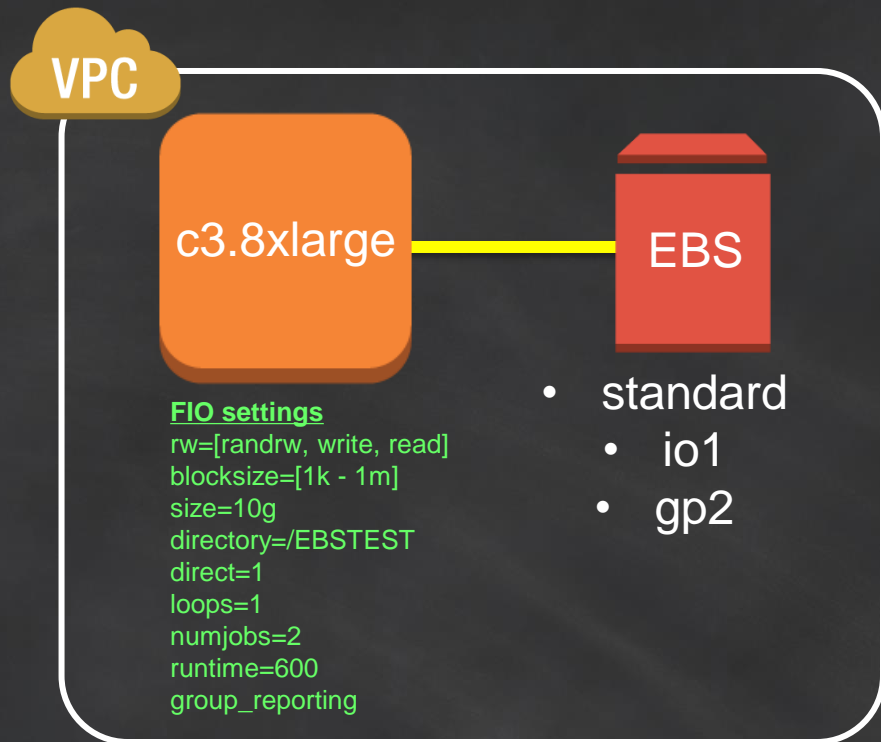 VPC
c3.8xlarge
EBS
FIO settings
rw=[randrw, write, read]
blocksize=[1k - 1m]
size=10g
directory=/EBSTEST
direct=1
loops=1
numjobs=2
runtime=600
group_reporting
• standard
• io1
• gp2